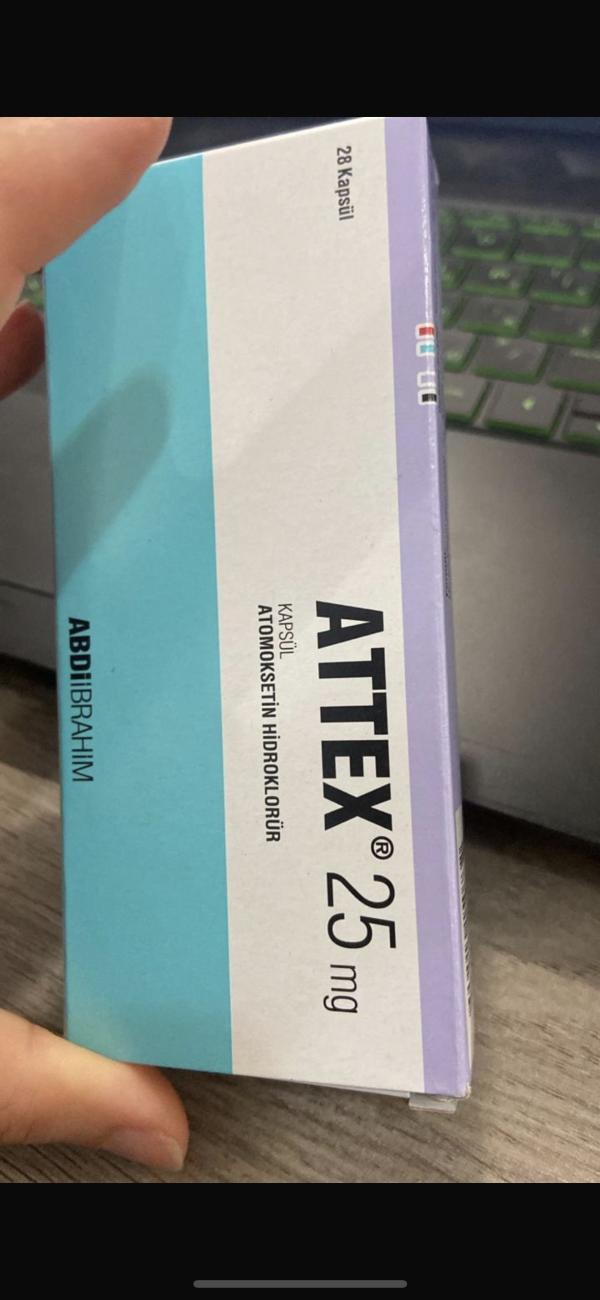 28 Kapsül
ATTEX® 25 mg
KAPSÜL
ATOMOKSETİN HİDROKLORÜR
ABDİİBRAHİM